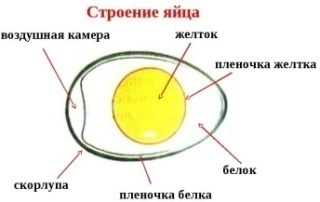 Строение яйца
воздушная камера
желток
пленочка желтка
белок
скорлупа
пленочка белка